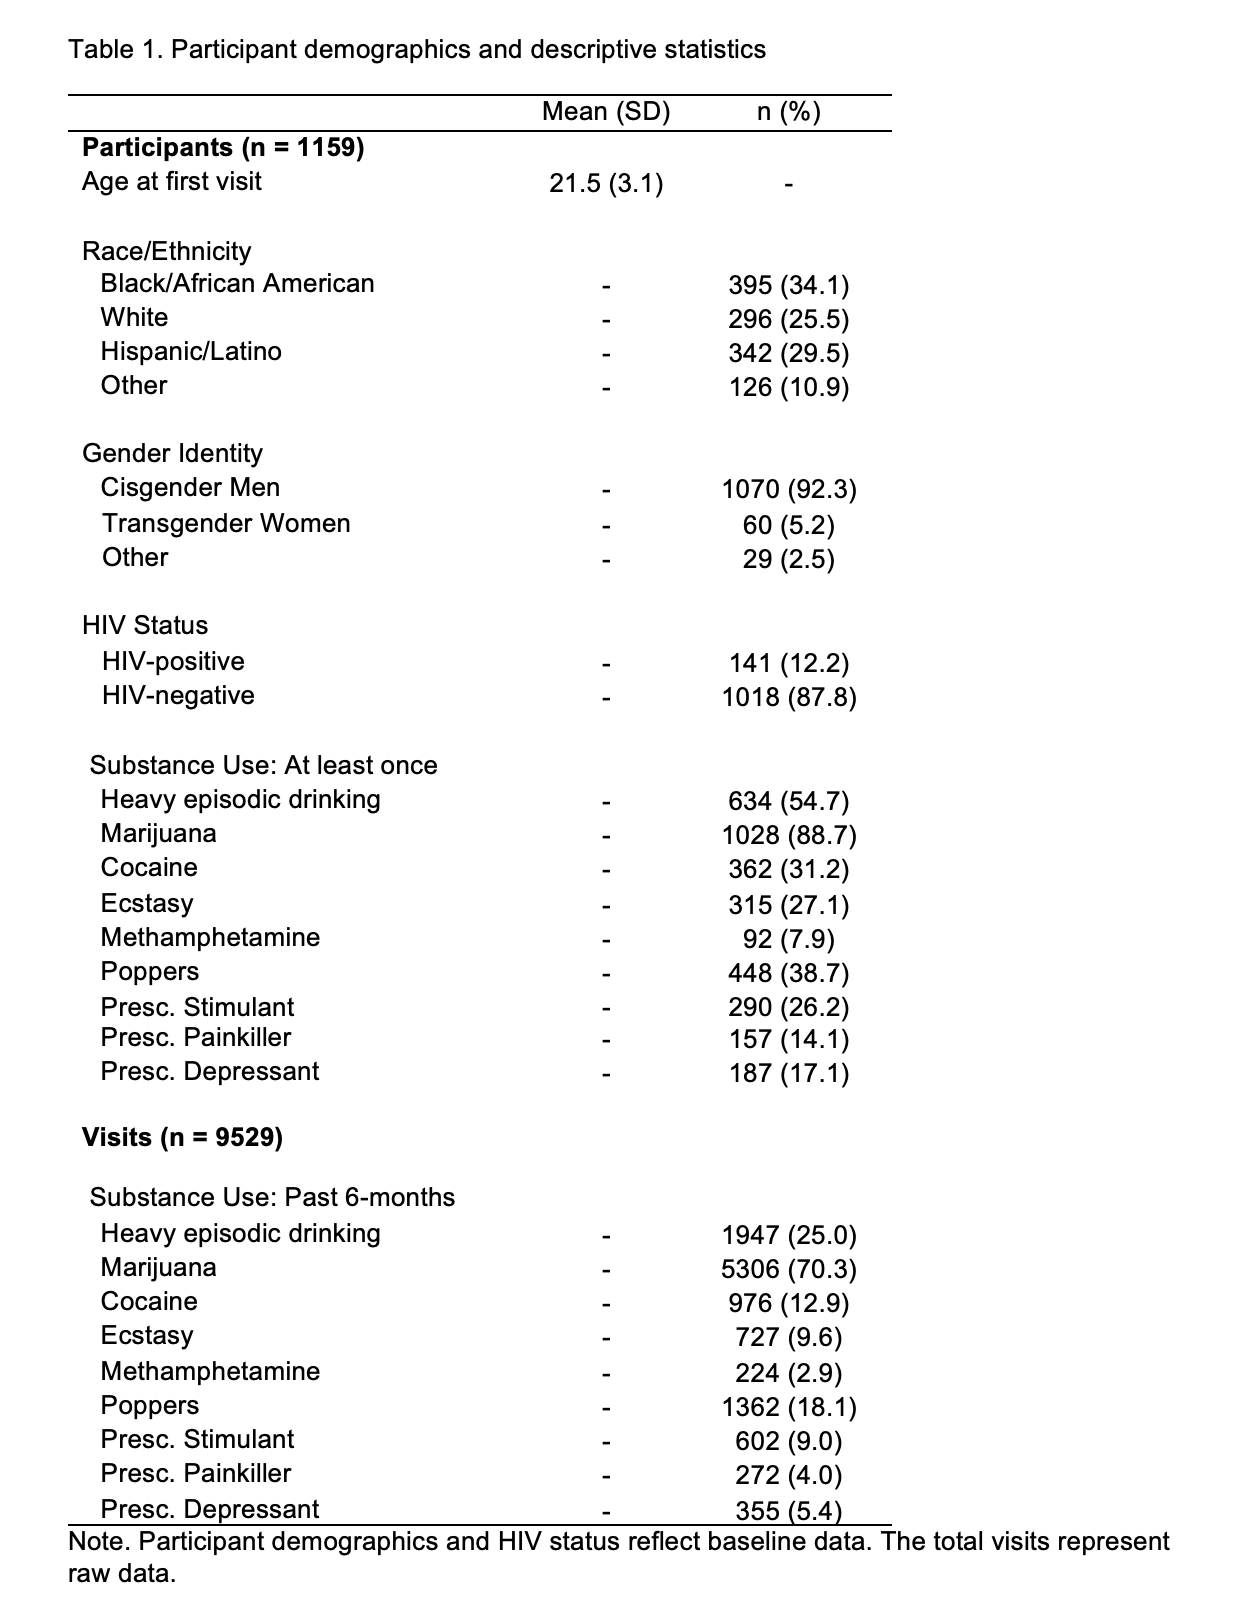 Table 1. Participant demographics and descriptive statistics
Mean (SD) n (%)
Participants (n = 1159)
Age at first visit 21.5 (3.1) -
Race/Ethnicity
Black/African American - 395 (34.1)
White - 296 (25.5)
Hispanic/Latino - 342 (29.5)
Other - 126 (10.9)
Gender Identity
Cisgender Men - 1070 (92.3)
Transgender Women - 60 (5.2)
Other - 29 (2.5)
HIV Status
HIV-positive - 141 (12.2)
HIV-negative - 1018 (87.8)
Substance Use: At least once
Heavy episodic drinking - 634 (54.7)
Marijuana - 1028 (88.7)
Cocaine - 362 (31.2)
Ecstasy - 315 (27.1)
Methamphetamine - 92 (7.9)
Poppers - 448 (38.7)
Presc. Stimulant - 290 (26.2)
Presc. Painkiller - 157 (14.1)
Presc. Depressant - 187 (17.1)
Visits (n = 9529)
Substance Use: Past 6-months
Heavy episodic drinking - 1947 (25.0)
Marijuana - 5306 (70.3)
Cocaine - 976 (12.9)
Ecstasy - 727 (9.6)
Methamphetamine - 224 (2.9)
Poppers - 1362 (18.1)
Presc. Stimulant - 602 (9.0)
Presc. Painkiller - 272 (4.0)
Presc. Depressant - 355 (5.4)
Note. Participant demographics and HIV status reflect baseline data. The total visits represent
raw data.